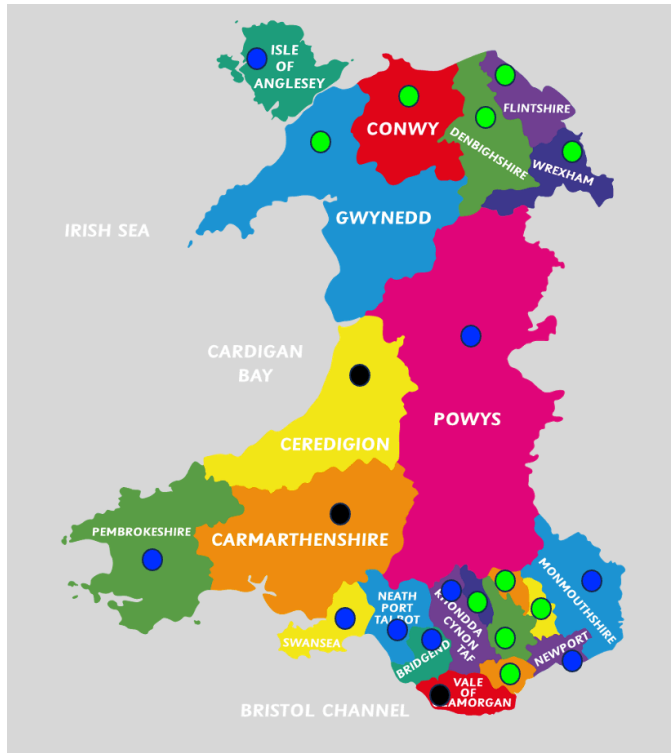 ISLE
OF
ANGLESEY
FLINTSHIRE
CONWY
DENBIGHSHIRE
WREXHAM
GWYNEDD
IRISH SEA
CARDIGAN
BAY
POWYS
CEREDIGION
PEMBROKESHIRE
CARMARTHENSHIRE
MONMOUTHSHIRE
NEATH
PORT
TALBOT
RHONDDA
CYNON
TAF
SWANSEA
BRIDGEND
NEWPORT
VALE
OF
AMORGAN
BRISTOL CHANNEL